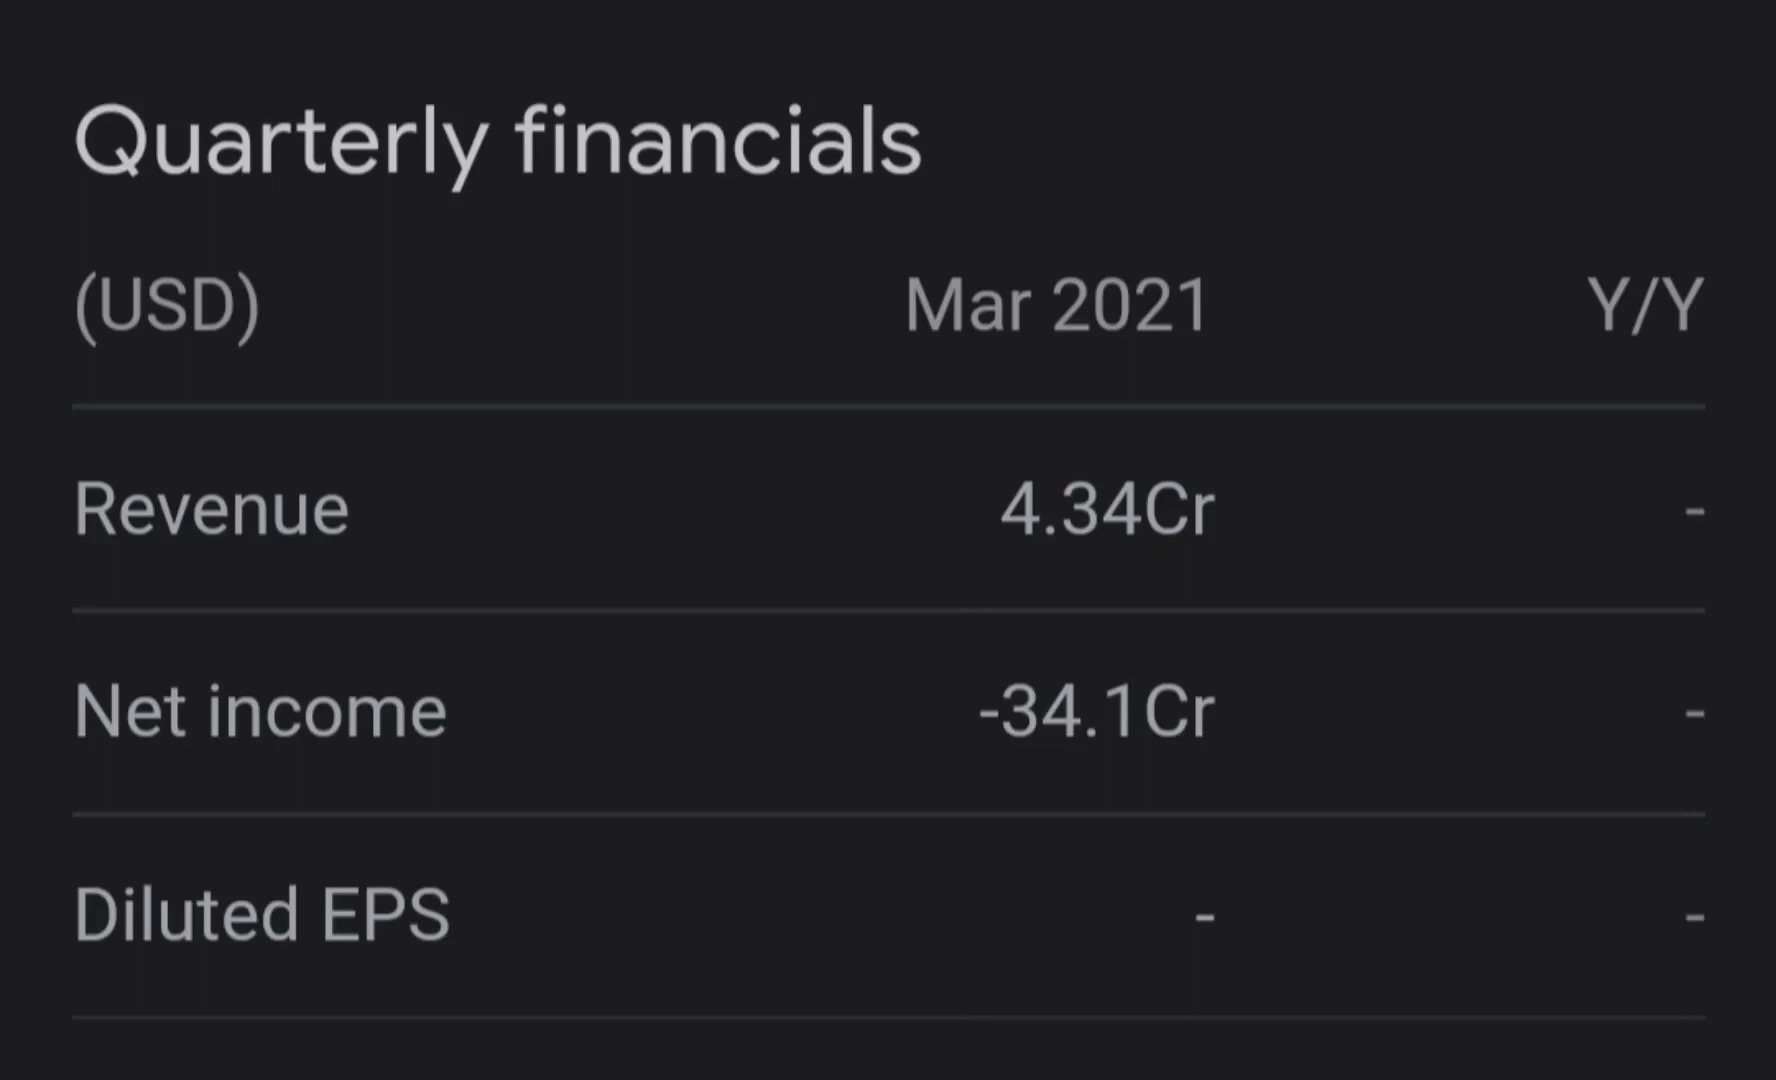 Quarterly financials
(USD) Mar 2021 Y/Y
Revenue 4.34Cr -
Net income -34.1Cr -
Diluted EPS - -